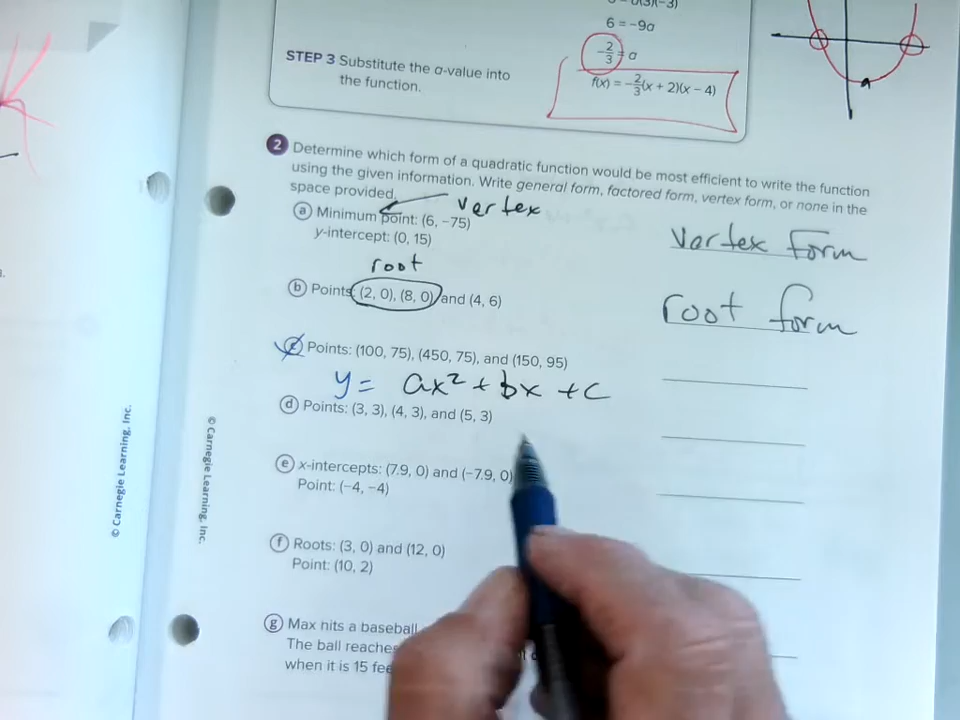 6 = -9a
-2/3 = a
STEP 3 Substitute the a-value into
the function.
f(x) = -2/3(x + 2)(x - 4)
2 Determine which form of a quadratic function would be most efficient to write the function
using the given information. Write general form, factored form, vertex form, or none in the
space provided.
vertex
a Minimum point: (6, -75)
y-intercept: (0, 15)
vertex form
root
b Points: (2, 0), (8, 0) and (4, 6)
root form
c Points: (100, 75), (450, 75), and (150, 95)
y = ax² + bx + c
d Points: (3, 3), (4, 3), and (5, 3)
e x-intercepts: (7.9, 0) and (-7.9, 0)
Point: (-4, -4)
f Roots: (3, 0) and (12, 0)
Point: (10, 2)
g Max hits a baseball
The ball reaches
when it is 15
© Carnegie Learning, Inc.
© Carnegie Learning, Inc.